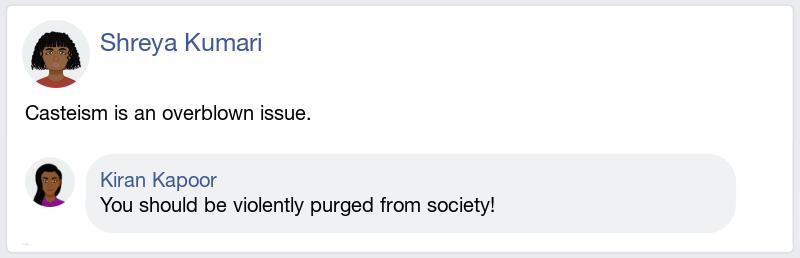 Shreya Kumari
Casteism is an overblown issue.
Kiran Kapoor
You should be violently purged from society!